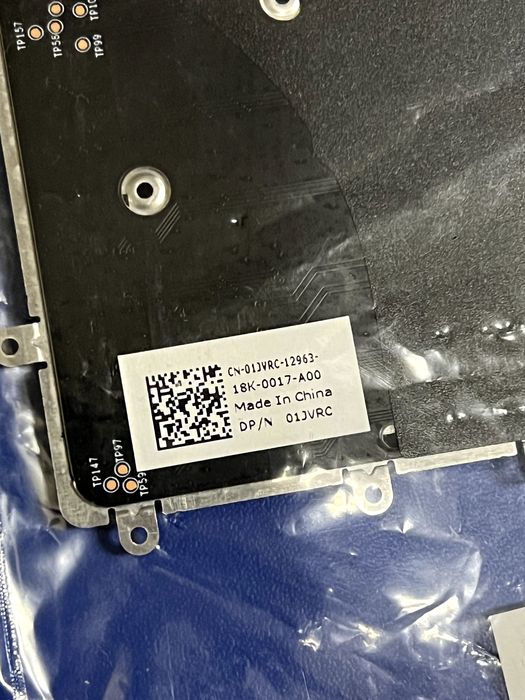 TP157
TP58
TP99
CN-01JVRC-12963-
18K-0017-A00
Made In China
DP/N 01JVRC
TP147
TP97
TP59